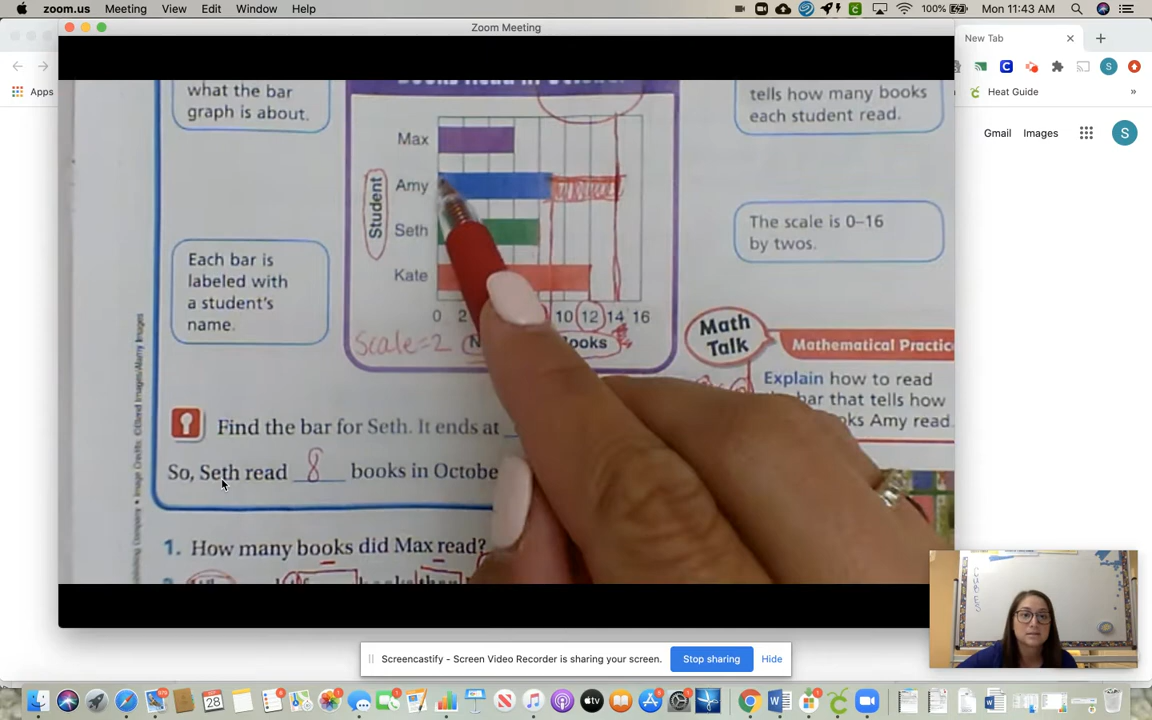 zoom.us Meeting View Edit Window Help
100% Mon 11:43 AM
Zoom Meeting
New Tab
Apps
Heat Guide
Gmail Images
S
what the bar
graph is about.
tells how many books
each student read.
Max
Amy
Seth
Kate
Student
0 2 10 12 14 16
Scale=2
The scale is 0–16
by twos.
Each bar is
labeled with
a student's
name.
Math
Talk
Mathematical
Explain how to read
bar that tells how
Amy read.
Find the bar for Seth. It ends at
So, Seth read 8 books in
1. How many books did Max read?
Screencastify - Screen Video Recorder is sharing your screen.
Stop sharing
Hide